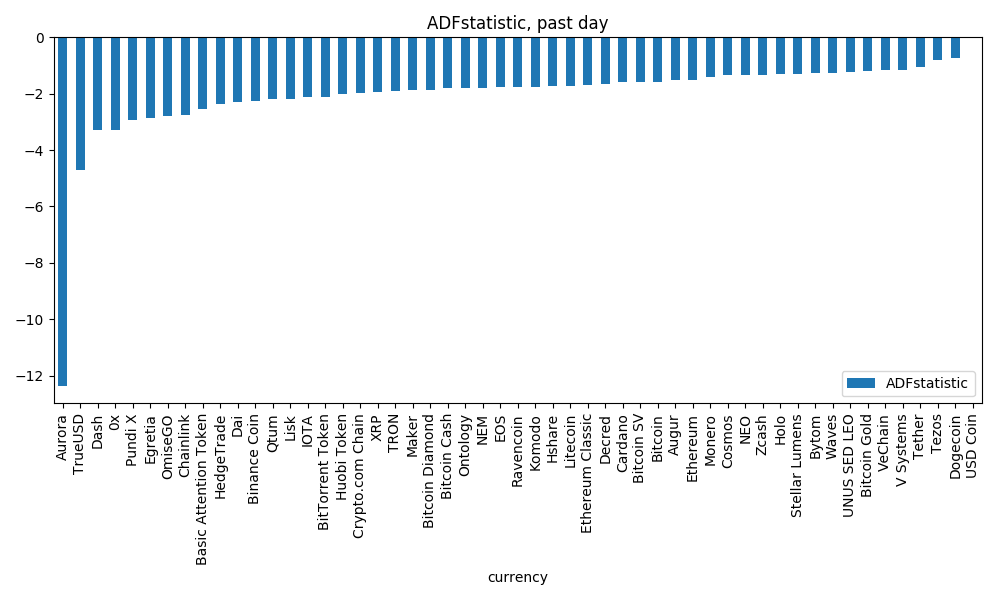 ADFstatistic, past day
0
−2
−4
−6
−8
−10
−12
ADFstatistic
Aurora
TrueUSD
Dash
0x
Pundi X
Egretia
OmiseGO
Chainlink
Basic Attention Token
HedgeTrade
Dai
Binance Coin
Qtum
Lisk
IOTA
BitTorrent Token
Huobi Token
Crypto.com Chain
XRP
TRON
Maker
Bitcoin Diamond
Bitcoin Cash
Ontology
NEM
EOS
Ravencoin
Komodo
Hshare
Litecoin
Ethereum Classic
Decred
Cardano
Bitcoin SV
Bitcoin
Augur
Ethereum
Monero
Cosmos
NEO
Zcash
Holo
Stellar Lumens
Bytom
Waves
UNUS SED LEO
Bitcoin Gold
VeChain
V Systems
Tether
Tezos
Dogecoin
USD Coin
currency